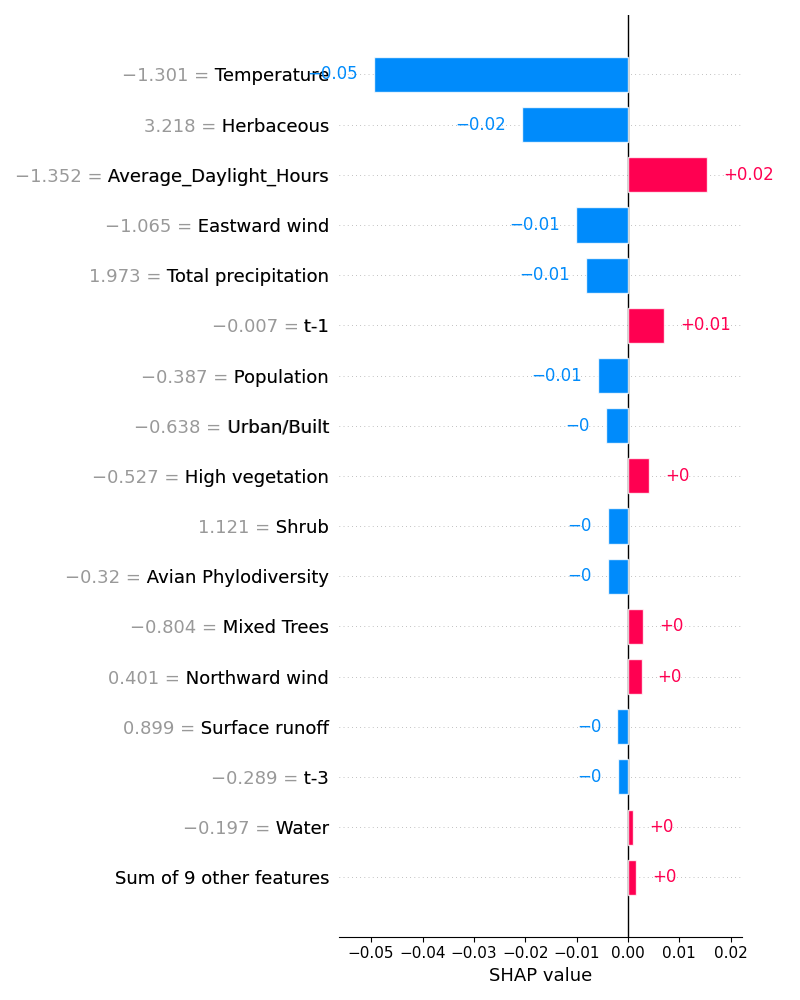 −1.301 = Temperature −0.05
3.218 = Herbaceous −0.02
−1.352 = Average_Daylight_Hours +0.02
−1.065 = Eastward wind −0.01
1.973 = Total precipitation −0.01
−0.007 = t-1 +0.01
−0.387 = Population −0.01
−0.638 = Urban/Built −0
−0.527 = High vegetation +0
1.121 = Shrub −0
−0.32 = Avian Phylodiversity −0
−0.804 = Mixed Trees +0
0.401 = Northward wind +0
0.899 = Surface runoff −0
−0.289 = t-3 −0
−0.197 = Water +0
Sum of 9 other features +0
−0.05 −0.04 −0.03 −0.02 −0.01 0.00 0.01 0.02
SHAP value